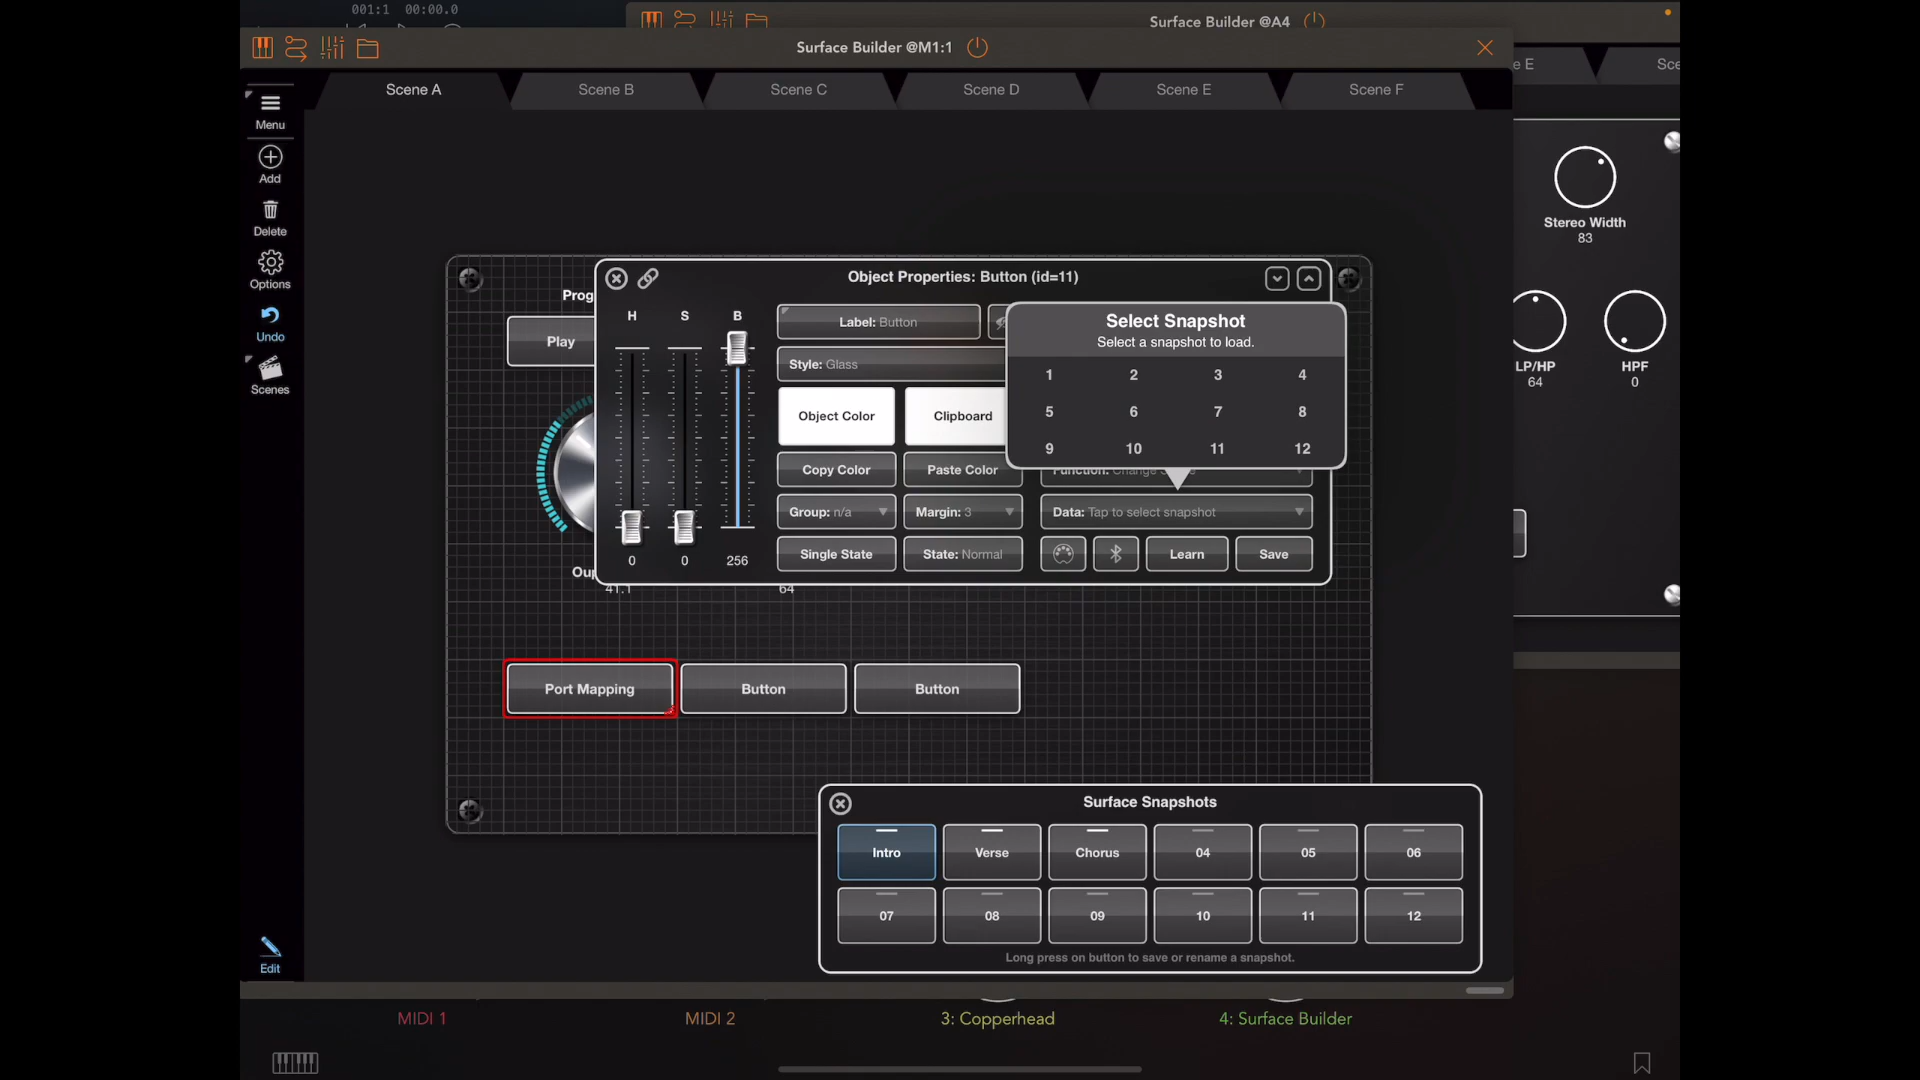 001:1 00:00.0
Surface Builder @A4
Surface Builder @M1:1
Scene A
Scene B
Scene C
Scene D
Scene E
Scene F
e E
Sce
Menu
Add
Delete
Options
Undo
Scenes
Edit
Stereo Width
83
LP/HP
64
HPF
0
Prog
Play
Oup
41.1
64
Object Properties: Button (id=11)
H
S
B
0
0
256
Label: Button
Style: Glass
Object Color
Clipboard
Copy Color
Paste Color
Group: n/a
Margin: 3
Single State
State: Normal
Select Snapshot
Select a snapshot to load.
1 2 3 4
5 6 7 8
9 10 11 12
Function: Change
Data: Tap to select snapshot
Learn
Save
Port Mapping
Button
Button
Surface Snapshots
Intro
Verse
Chorus
04
05
06
07
08
09
10
11
12
Long press on button to save or rename a snapshot.
MIDI 1
MIDI 2
3: Copperhead
4: Surface Builder